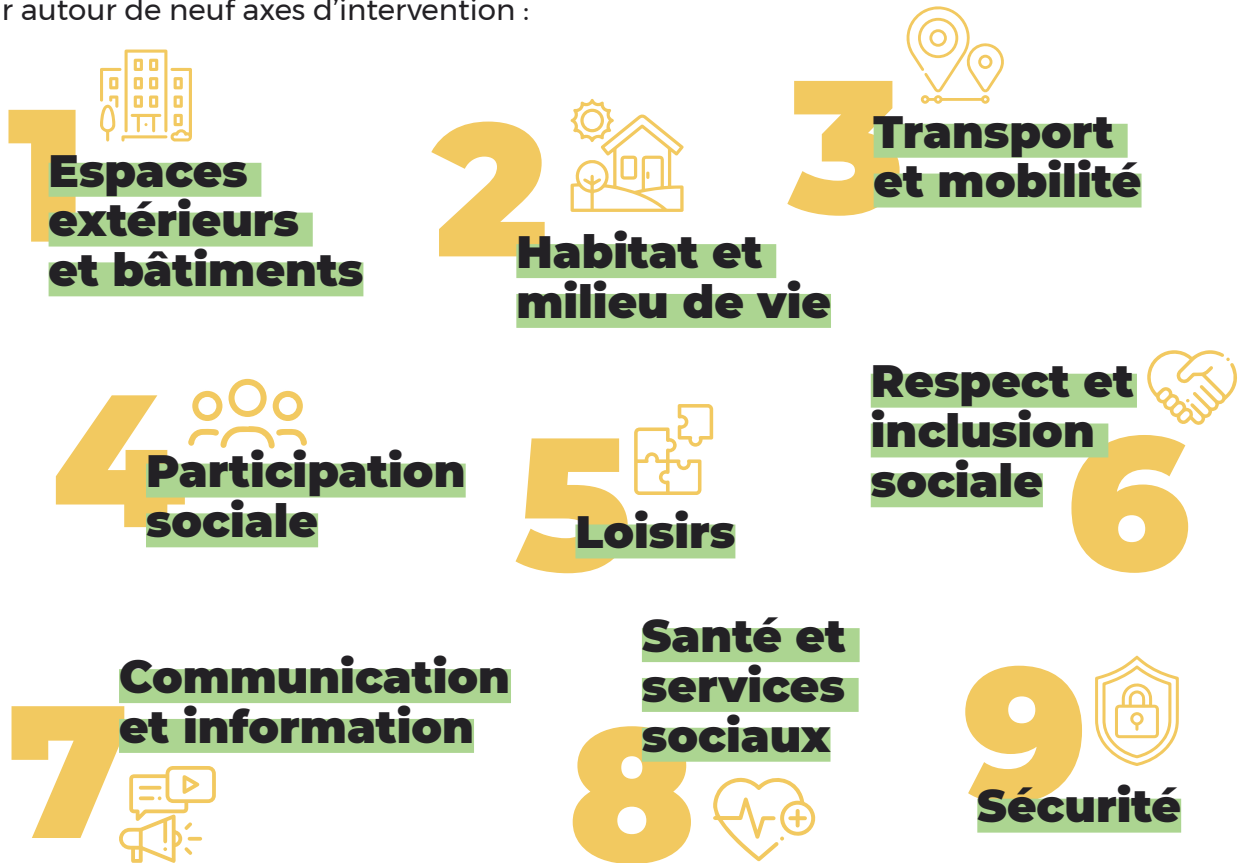 r autour de neuf axes d'intervention :
1
Espaces
extérieurs
et bâtiments
2
Habitat et
milieu de vie
3
Transport
et mobilité
4
Participation
sociale
5
Loisirs
6
Respect et
inclusion
sociale
7
Communication
et information
8
Santé et
services
sociaux
9
Sécurité